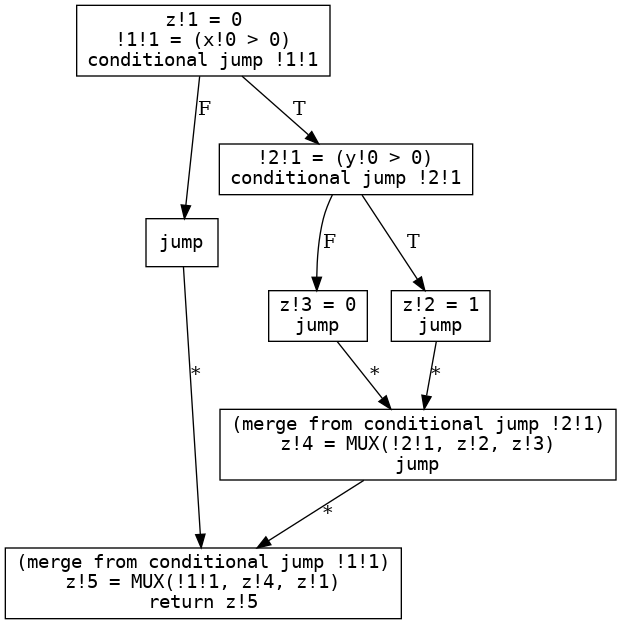 z!1 = 0
!1!1 = (x!0 > 0)
conditional jump !1!1
F
T
!2!1 = (y!0 > 0)
conditional jump !2!1
jump
F
T
z!3 = 0
jump
z!2 = 1
jump
*
*
*
(merge from conditional jump !2!1)
z!4 = MUX(!2!1, z!2, z!3)
jump
*
(merge from conditional jump !1!1)
z!5 = MUX(!1!1, z!4, z!1)
return z!5